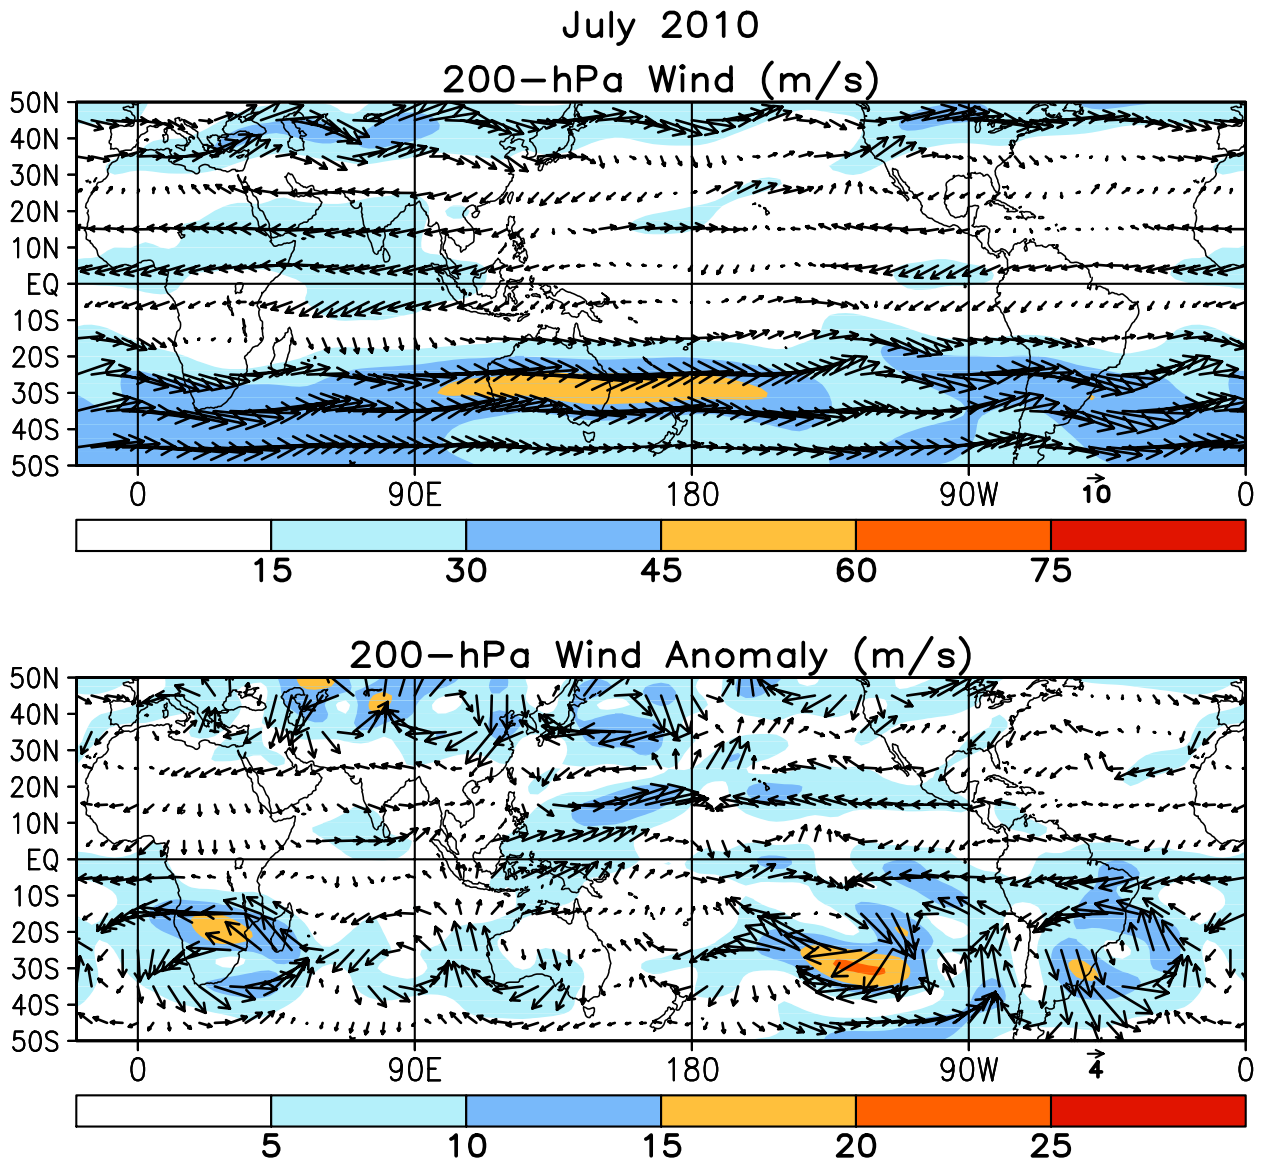 July 2010
200-hPa Wind (m/s)
50N
40N
30N
20N
10N
EQ
10S
20S
30S
40S
50S
0 90E 180 90W 10 0
15 30 45 60 75
200-hPa Wind Anomaly (m/s)
50N
40N
30N
20N
10N
EQ
10S
20S
30S
40S
50S
0 90E 180 90W 4 0
5 10 15 20 25